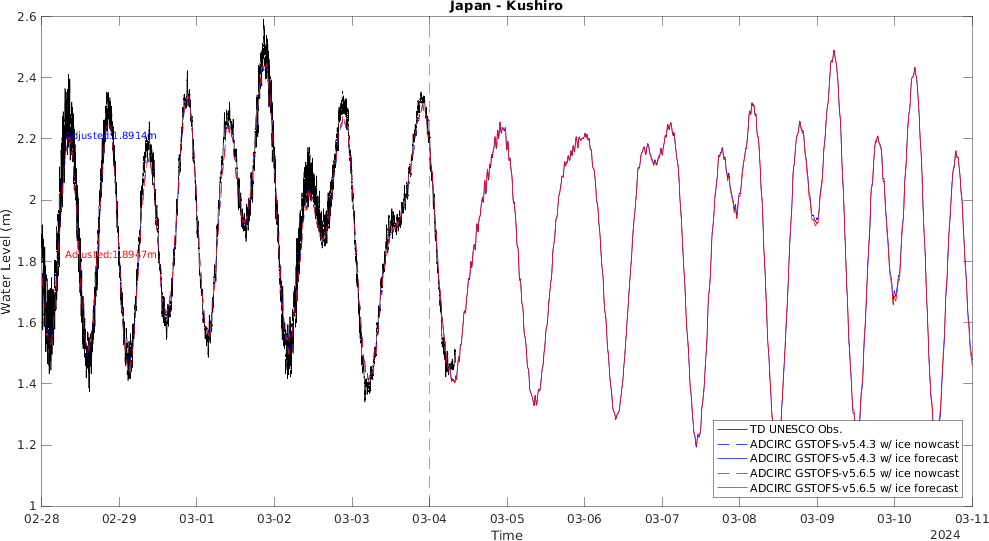 Japan - Kushiro
2.6
2.4
2.2
2
1.8
1.6
1.4
1.2
1
Water Level (m)
Adjusted:1.8914m
Adjusted:1.8947m
TD UNESCO Obs.
ADCIRC GSTOFS-v5.4.3 w/ ice nowcast
ADCIRC GSTOFS-v5.4.3 w/ ice forecast
ADCIRC GSTOFS-v5.6.5 w/ ice nowcast
ADCIRC GSTOFS-v5.6.5 w/ ice forecast
02-28 02-29 03-01 03-02 03-03 03-04 03-05 03-06 03-07 03-08 03-09 03-10 03-11
Time
2024